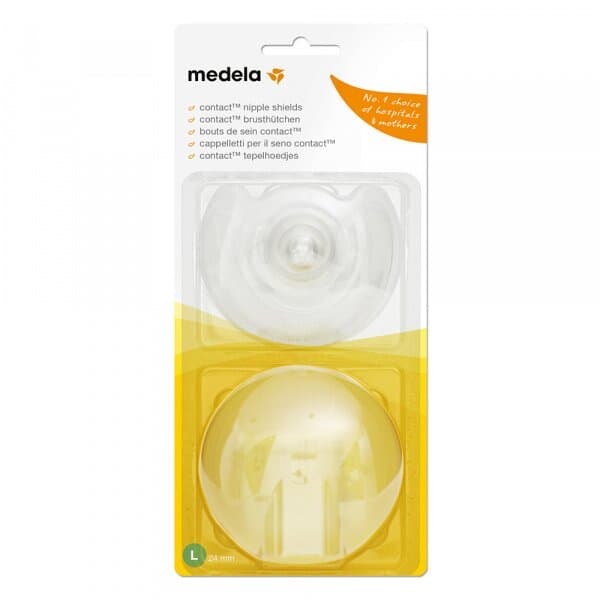 medela
contact™ nipple shields
contact™ brusthütchen
bouts de sein contact™
cappelletti per il seno contact™
contact™ tepelhoedjes
No. 1 choice
of hospitals
& mothers
L 24 mm